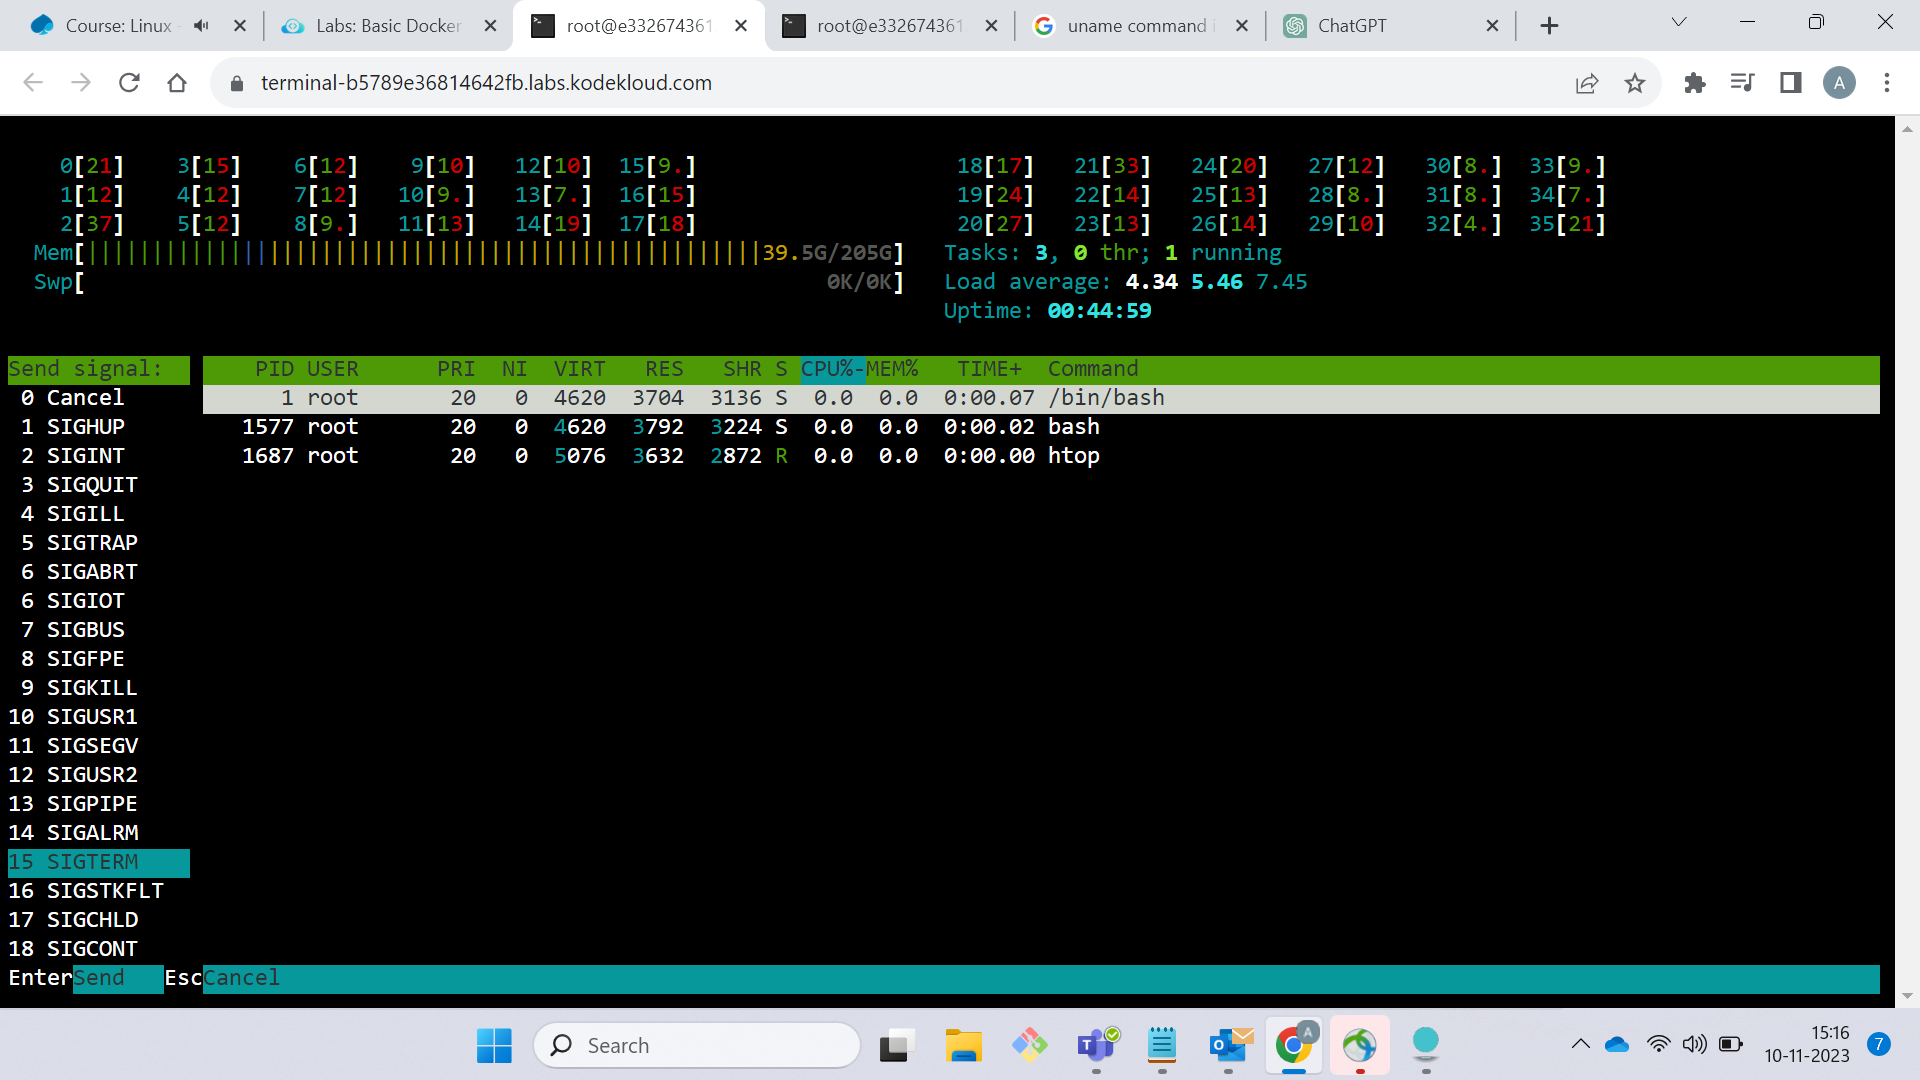 Course: Linux
Labs: Basic Docker
root@e332674361
root@e332674361
uname command i
ChatGPT
terminal-b5789e36814642fb.labs.kodekloud.com
A
0[21] 3[15] 6[12] 9[10] 12[10] 15[9.] 18[17] 21[33] 24[20] 27[12] 30[8.] 33[9.]
1[12] 4[12] 7[12] 10[9.] 13[7.] 16[15] 19[24] 22[14] 25[13] 28[8.] 31[8.] 34[7.]
2[37] 5[12] 8[9.] 11[13] 14[19] 17[18] 20[27] 23[13] 26[14] 29[10] 32[4.] 35[21]
Mem[||||||||||||||||||||||||||||||||||||||||||||||||||||39.5G/205G] Tasks: 3, 0 thr; 1 running
Swp[ 0K/0K] Load average: 4.34 5.46 7.45
Uptime: 00:44:59
Send signal: PID USER PRI NI VIRT RES SHR S CPU%-MEM% TIME+ Command
0 Cancel 1 root 20 0 4620 3704 3136 S 0.0 0.0 0:00.07 /bin/bash
1 SIGHUP 1577 root 20 0 4620 3792 3224 S 0.0 0.0 0:00.02 bash
2 SIGINT 1687 root 20 0 5076 3632 2872 R 0.0 0.0 0:00.00 htop
3 SIGQUIT
4 SIGILL
5 SIGTRAP
6 SIGABRT
6 SIGIOT
7 SIGBUS
8 SIGFPE
9 SIGKILL
10 SIGUSR1
11 SIGSEGV
12 SIGUSR2
13 SIGPIPE
14 SIGALRM
15 SIGTERM
16 SIGSTKFLT
17 SIGCHLD
18 SIGCONT
EnterSend EscCancel
Search
T
O
A
15:16
10-11-2023
7